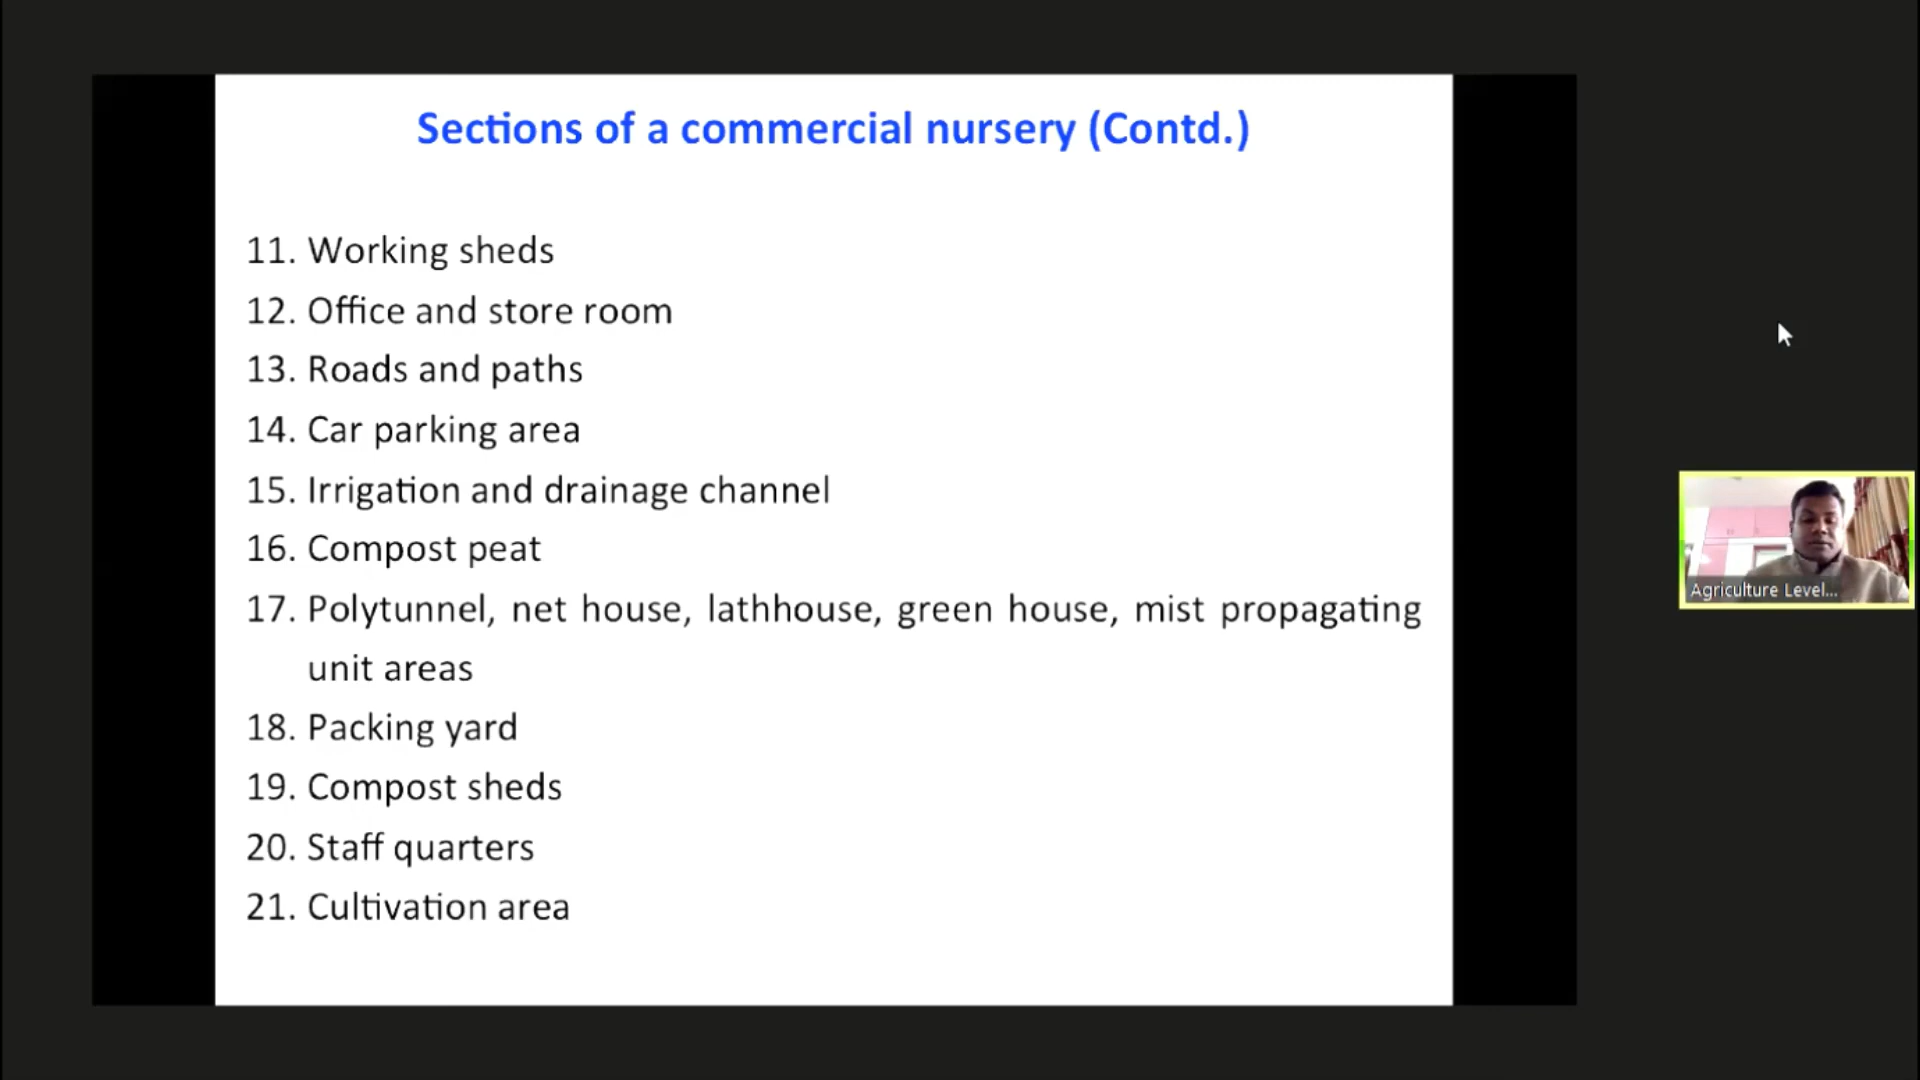 Sections of a commercial nursery (Contd.)
11. Working sheds
12. Office and store room
13. Roads and paths
14. Car parking area
15. Irrigation and drainage channel
16. Compost peat
17. Polytunnel, net house, lathhouse, green house, mist propagating
unit areas
18. Packing yard
19. Compost sheds
20. Staff quarters
21. Cultivation area
Agriculture Level...